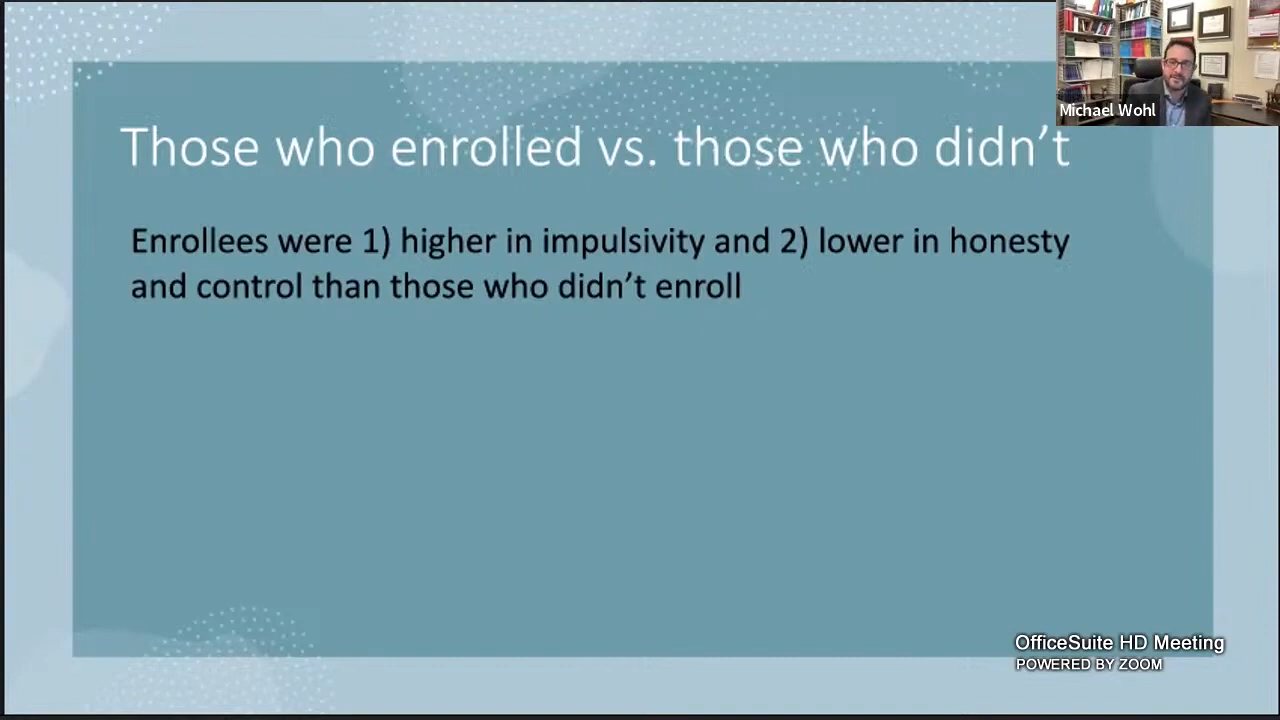 Michael Wohl
Those who enrolled vs. those who didn’t
Enrollees were 1) higher in impulsivity and 2) lower in honesty
and control than those who didn’t enroll
OfficeSuite HD Meeting
POWERED BY ZOOM